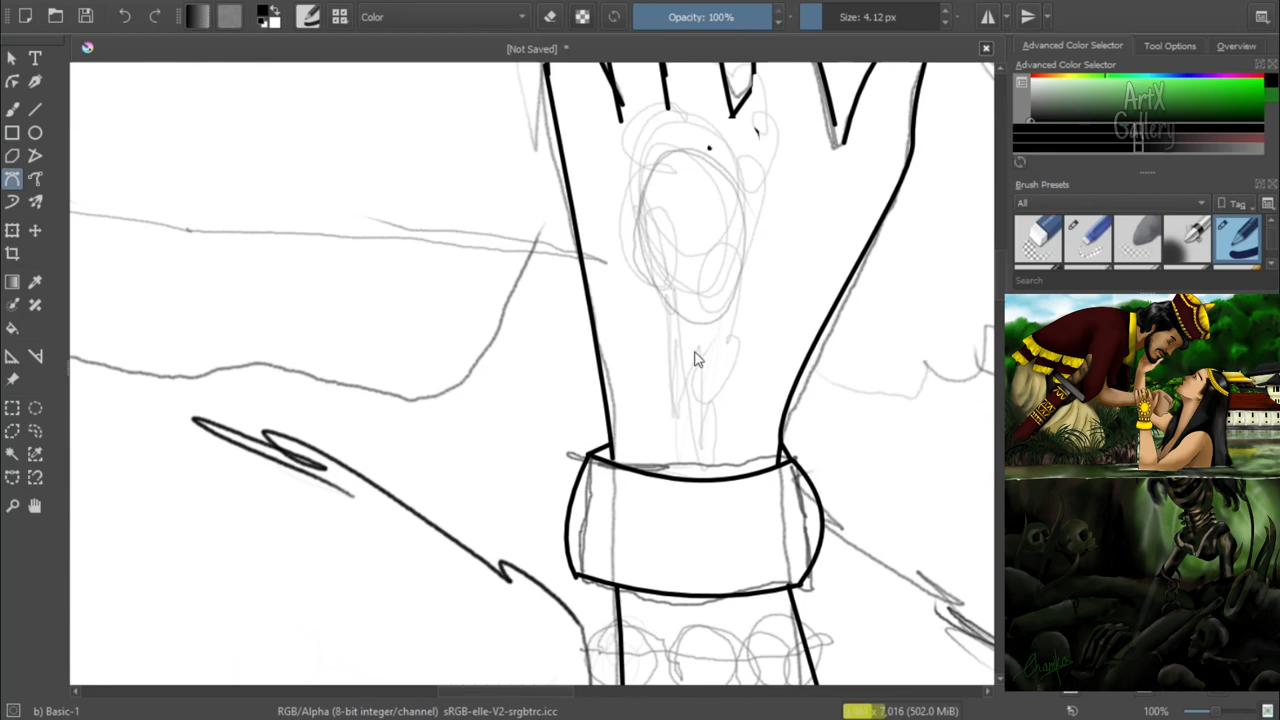 Color
Opacity: 100%
Size: 4.12 px
[Not Saved] *
Advanced Color Selector
Tool Options
Overview
Advanced Color Selector
ArtX
Gallery
Brush Presets
All
Tag
Search
b) Basic-1
RGB/Alpha (8-bit integer/channel) sRGB-elle-V2-srgbtrc.icc
x 7,016 (502.0 MiB)
100%